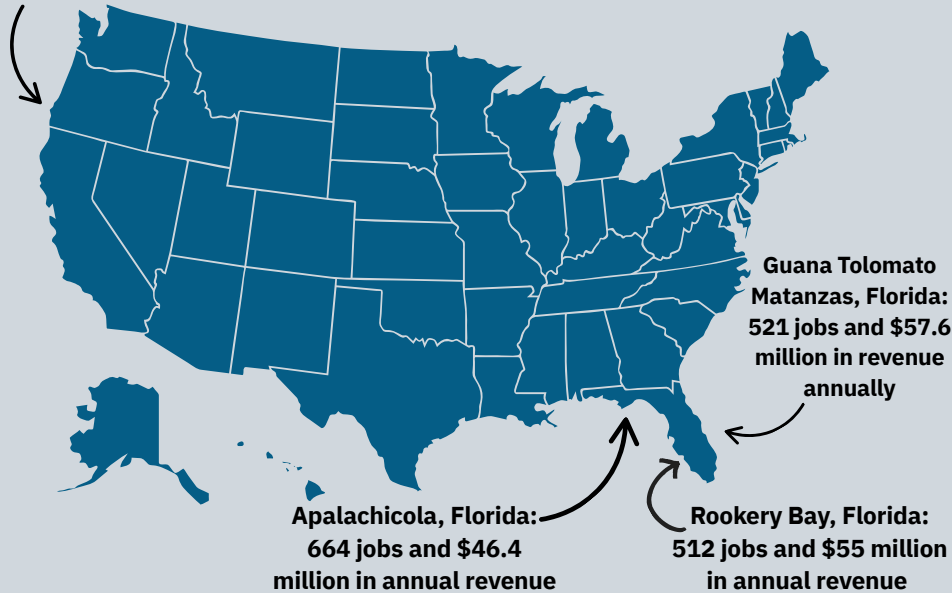 Guana Tolomato
Matanzas, Florida:
521 jobs and $57.6
million in revenue
annually
Apalachicola, Florida:
664 jobs and $46.4
million in annual revenue
Rookery Bay, Florida:
512 jobs and $55 million
in annual revenue